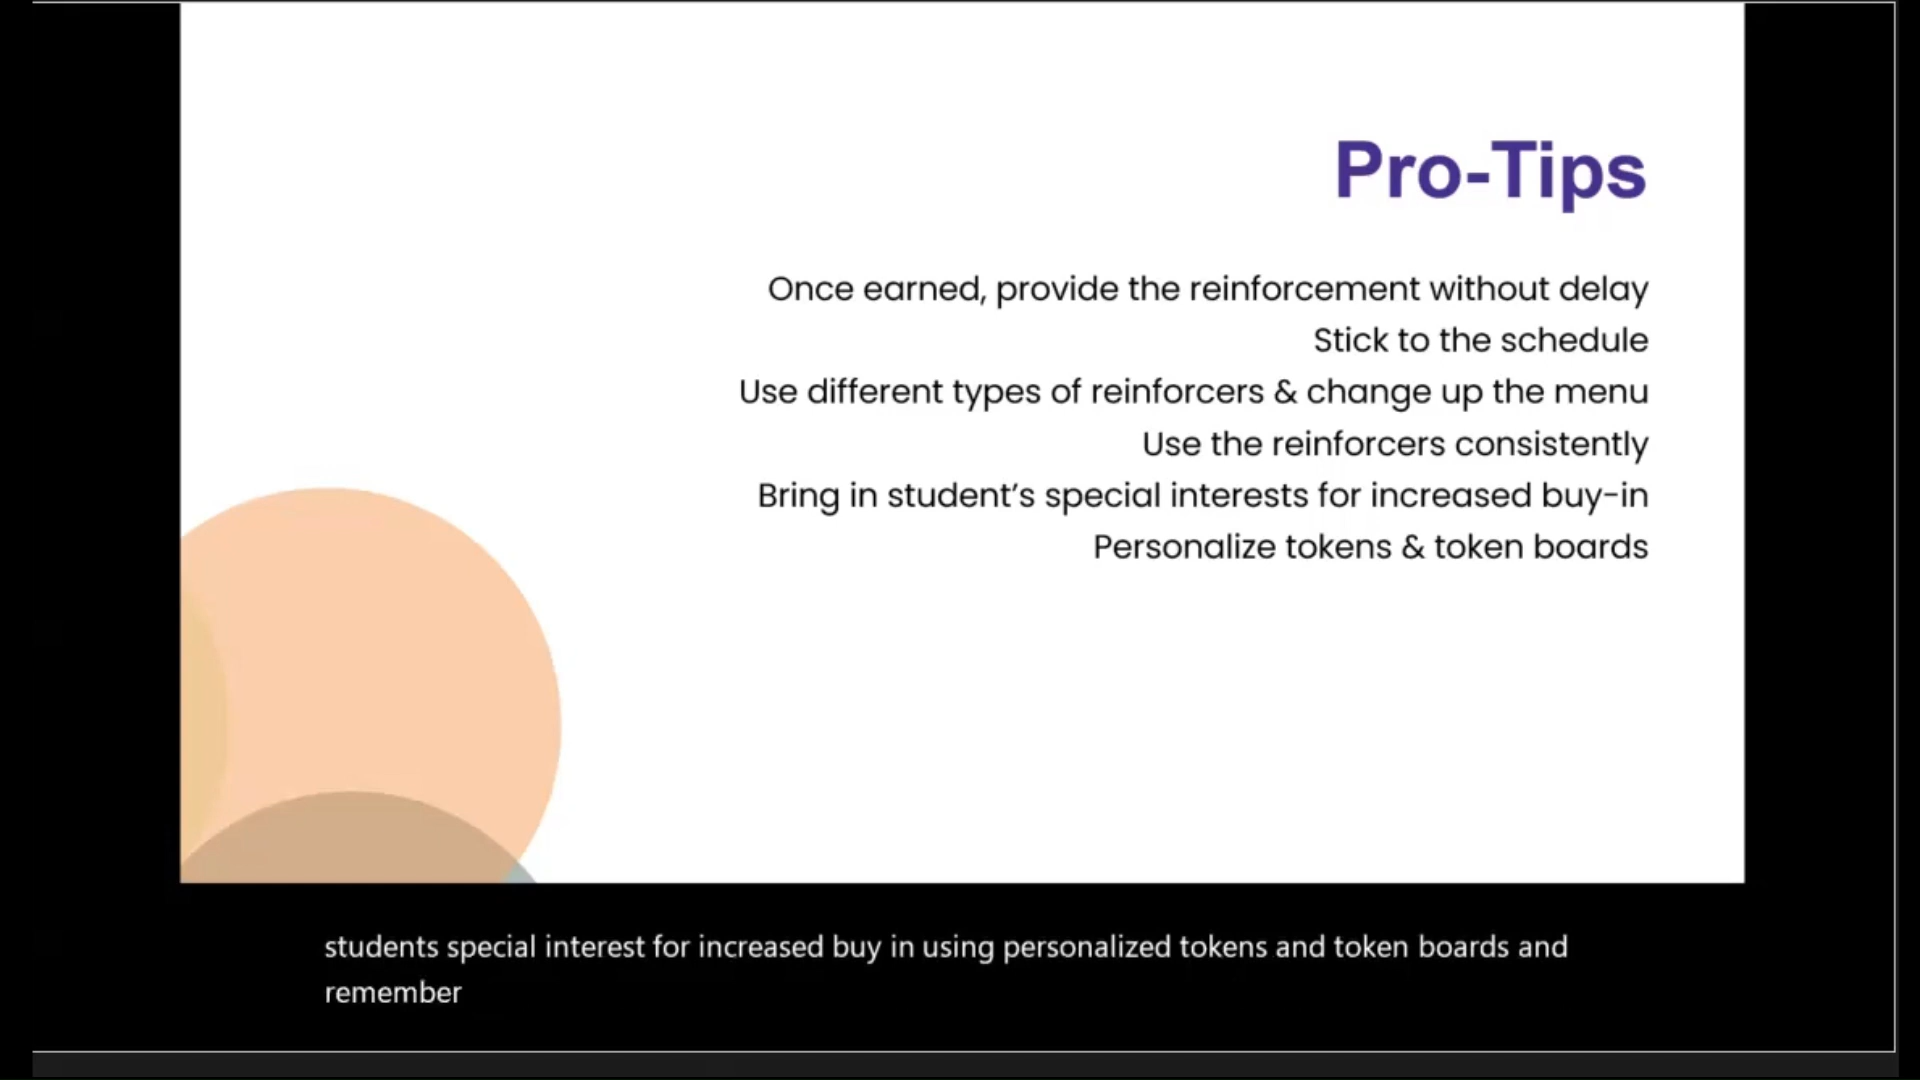 Pro-Tips
Once earned, provide the reinforcement without delay
Stick to the schedule
Use different types of reinforcers & change up the menu
Use the reinforcers consistently
Bring in student’s special interests for increased buy-in
Personalize tokens & token boards
students special interest for increased buy in using personalized tokens and token boards and
remember